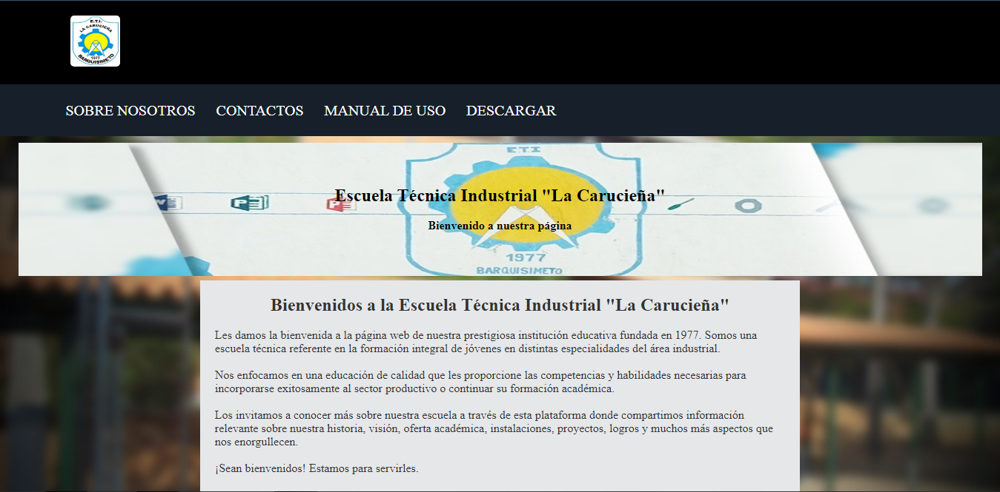 E.T.I.
LA CARUCIEÑA
1977
BARQUISIMETO
SOBRE NOSOTROS CONTACTOS MANUAL DE USO DESCARGAR
ETI
W
P
P
Escuela Técnica Industrial "La Carucieña"
Bienvenido a nuestra página
1977
BARQUISIMETO
Bienvenidos a la Escuela Técnica Industrial "La Carucieña"
Les damos la bienvenida a la página web de nuestra prestigiosa institución educativa fundada en 1977. Somos una
escuela técnica referente en la formación integral de jóvenes en distintas especialidades del área industrial.
Nos enfocamos en una educación de calidad que les proporcione las competencias y habilidades necesarias para
incorporarse exitosamente al sector productivo o continuar su formación académica.
Los invitamos a conocer más sobre nuestra escuela a través de esta plataforma donde compartimos información
relevante sobre nuestra historia, visión, oferta académica, instalaciones, proyectos, logros y muchos más aspectos que
nos enorgullecen.
¡Sean bienvenidos! Estamos para servirles.